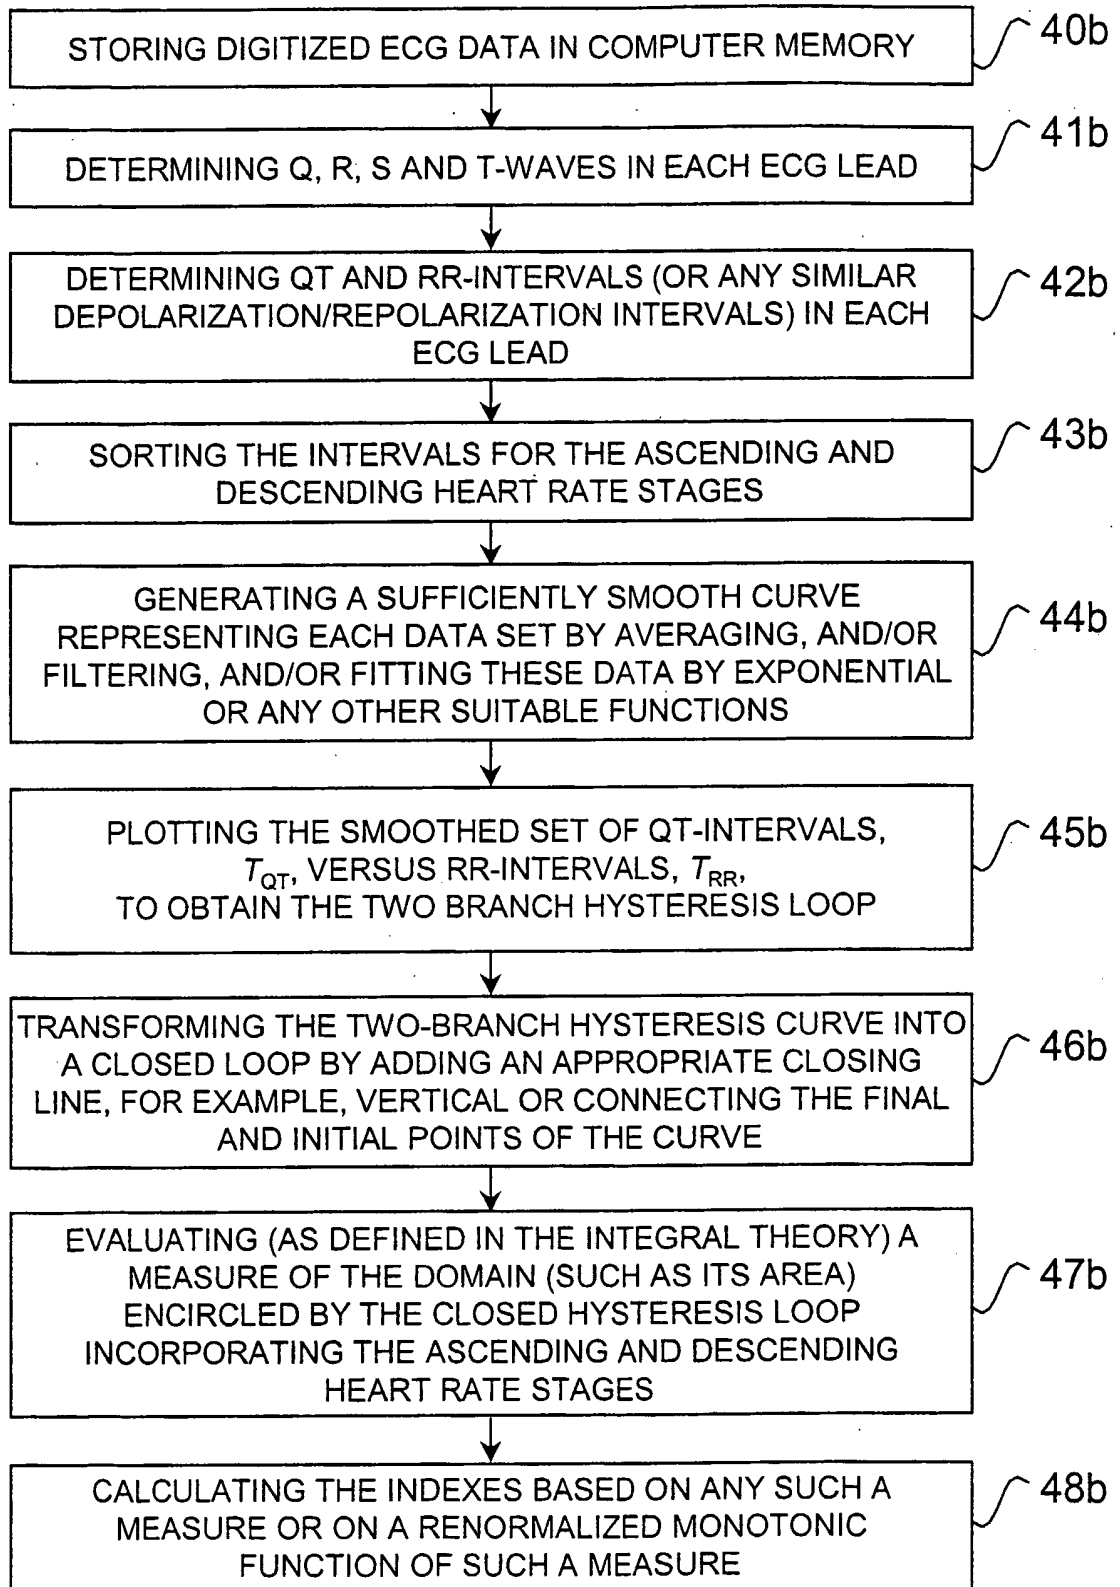 STORING DIGITIZED ECG DATA IN COMPUTER MEMORY
40b
DETERMINING Q, R, S AND T-WAVES IN EACH ECG LEAD
41b
DETERMINING QT AND RR-INTERVALS (OR ANY SIMILAR
DEPOLARIZATION/REPOLARIZATION INTERVALS) IN EACH
ECG LEAD
42b
SORTING THE INTERVALS FOR THE ASCENDING AND
DESCENDING HEART RATE STAGES
43b
GENERATING A SUFFICIENTLY SMOOTH CURVE
REPRESENTING EACH DATA SET BY AVERAGING, AND/OR
FILTERING, AND/OR FITTING THESE DATA BY EXPONENTIAL
OR ANY OTHER SUITABLE FUNCTIONS
44b
PLOTTING THE SMOOTHED SET OF QT-INTERVALS,
TQT, VERSUS RR-INTERVALS, TRR,
TO OBTAIN THE TWO BRANCH HYSTERESIS LOOP
45b
TRANSFORMING THE TWO-BRANCH HYSTERESIS CURVE INTO
A CLOSED LOOP BY ADDING AN APPROPRIATE CLOSING
LINE, FOR EXAMPLE, VERTICAL OR CONNECTING THE FINAL
AND INITIAL POINTS OF THE CURVE
46b
EVALUATING (AS DEFINED IN THE INTEGRAL THEORY) A
MEASURE OF THE DOMAIN (SUCH AS ITS AREA)
ENCIRCLED BY THE CLOSED HYSTERESIS LOOP
INCORPORATING THE ASCENDING AND DESCENDING
HEART RATE STAGES
47b
CALCULATING THE INDEXES BASED ON ANY SUCH A
MEASURE OR ON A RENORMALIZED MONOTONIC
FUNCTION OF SUCH A MEASURE
48b